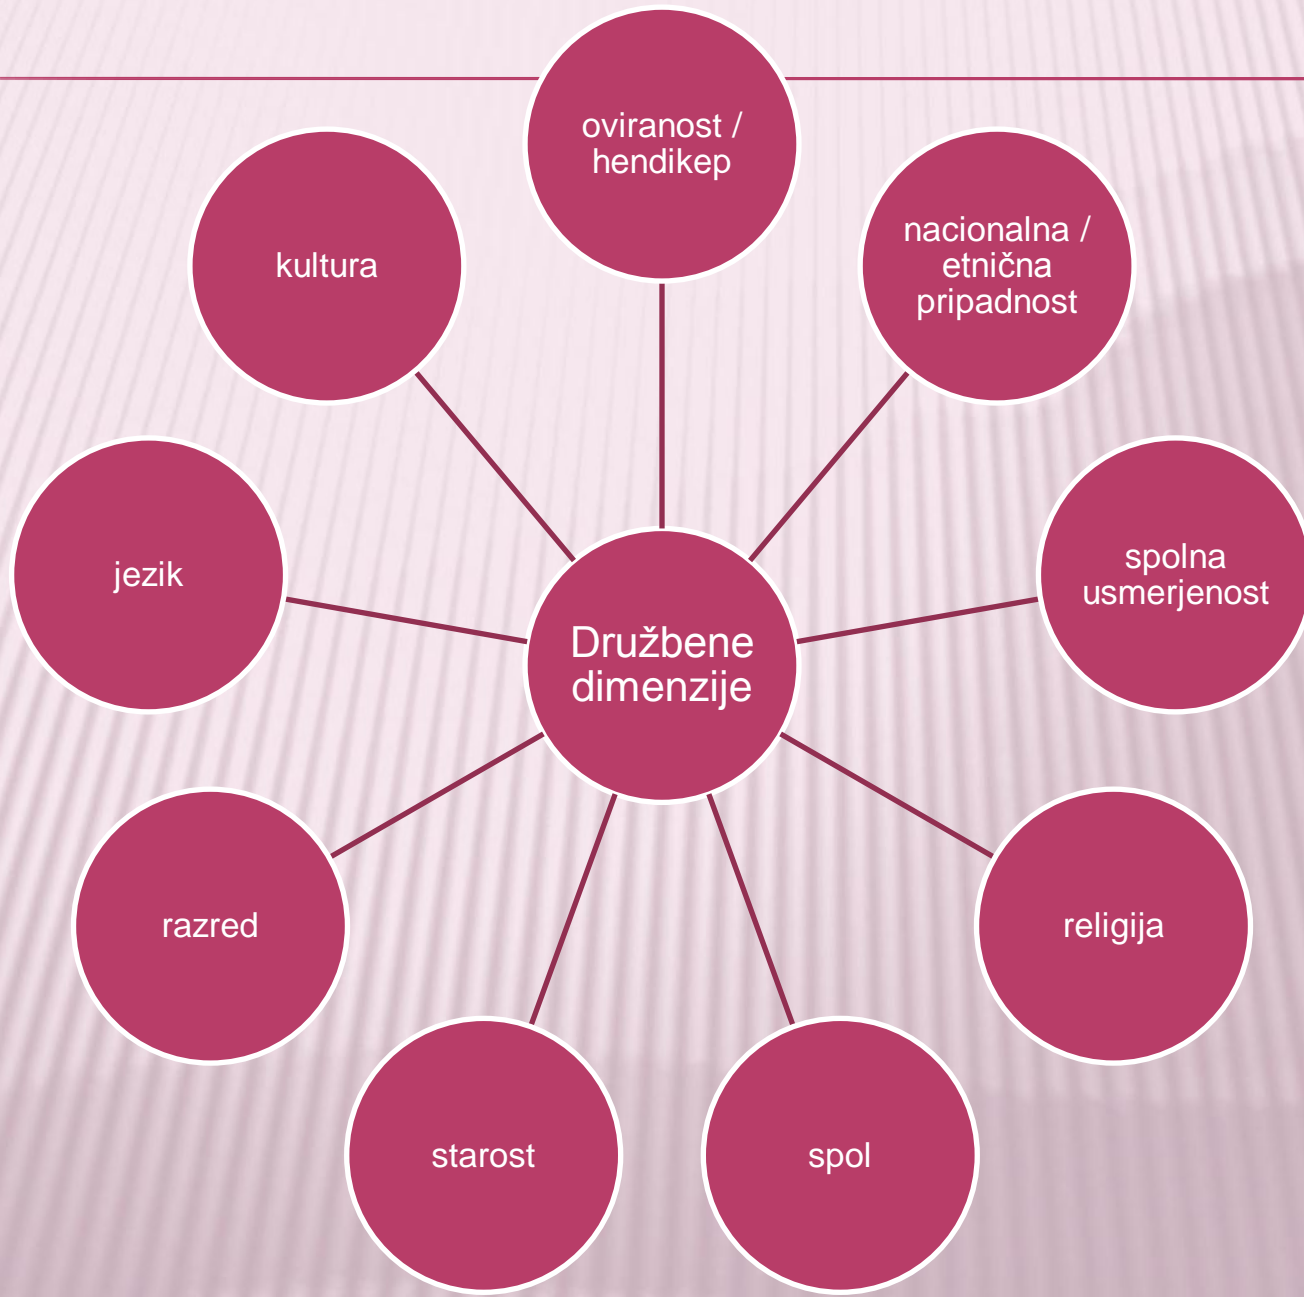 oviranost /
hendikep
nacionalna /
etnična
pripadnost
spolna
usmerjenost
religija
spol
starost
razred
jezik
kultura
Družbene
dimenzije